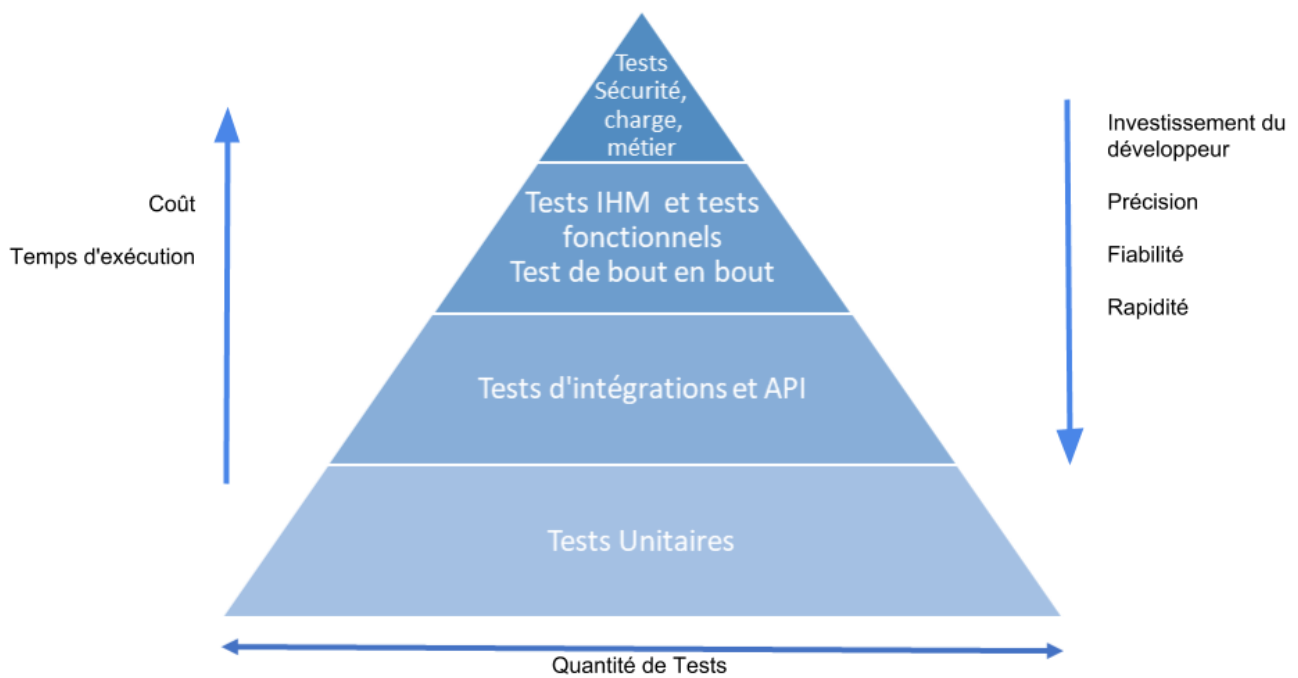 Tests
Sécurité,
charge,
métier
Tests IHM et tests
fonctionnels
Test de bout en bout
Tests d'intégrations et API
Tests Unitaires
Coût
Temps d'exécution
Investissement du
développeur
Précision
Fiabilité
Rapidité
Quantité de Tests